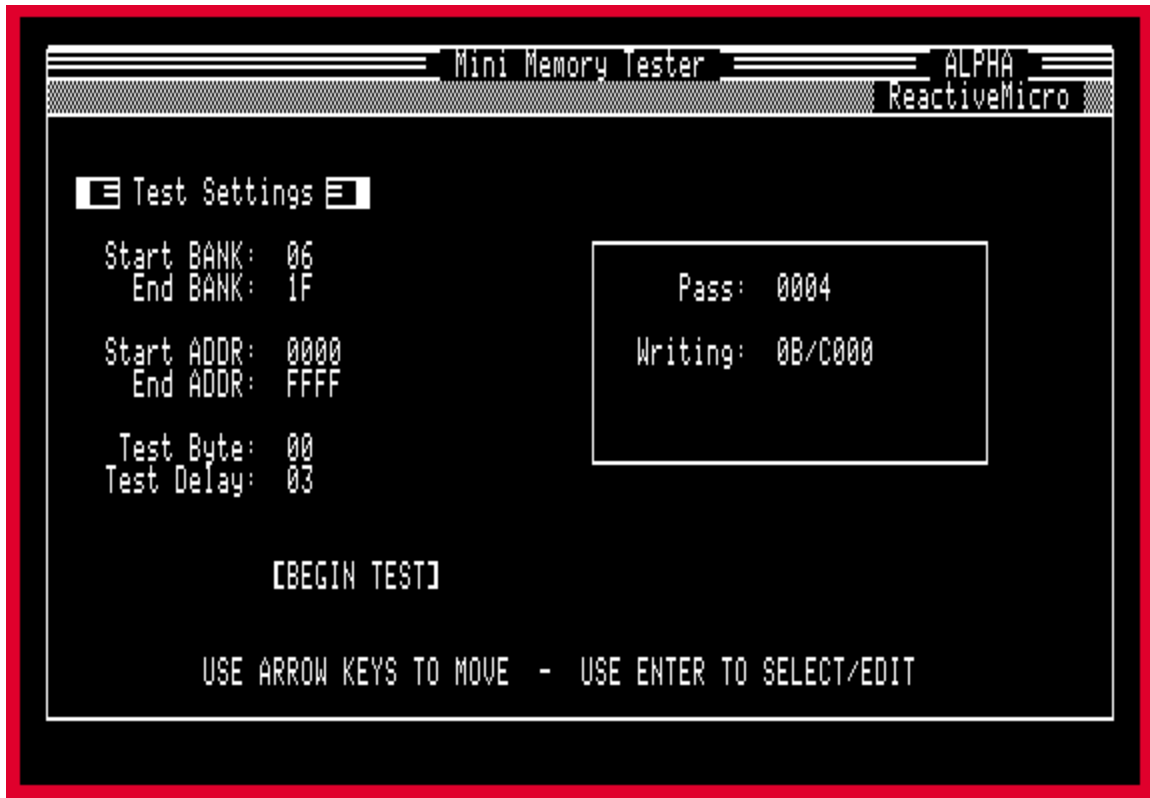 Mini Memory Tester ALPHA
ReactiveMicro
Test Settings
Start BANK: 06
End BANK: 1F
Start ADDR: 0000
End ADDR: FFFF
Test Byte: 00
Test Delay: 03
Pass: 0004
Writing: 0B/C000
[BEGIN TEST]
USE ARROW KEYS TO MOVE - USE ENTER TO SELECT/EDIT